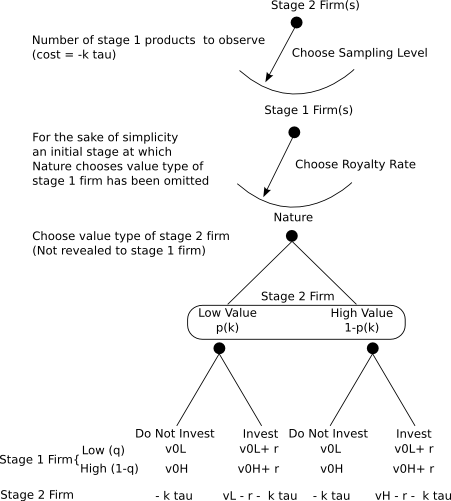 Stage 2 Firm(s)
Number of stage 1 products to observe
(cost = -k tau)
Choose Sampling Level
Stage 1 Firm(s)
For the sake of simplicity
an initial stage at which
Nature chooses value type of
stage 1 firm has been omitted
Choose Royalty Rate
Nature
Choose value type of stage 2 firm
(Not revealed to stage 1 firm)
Stage 2 Firm
Low Value High Value
p(k) 1-p(k)
Do Not Invest Invest Do Not Invest Invest
Stage 1 Firm{
Low (q) v0L v0L+ r v0L v0L+ r
High (1-q) v0H v0H+ r v0H v0H+ r
Stage 2 Firm - k tau vL - r - k tau - k tau vH - r - k tau